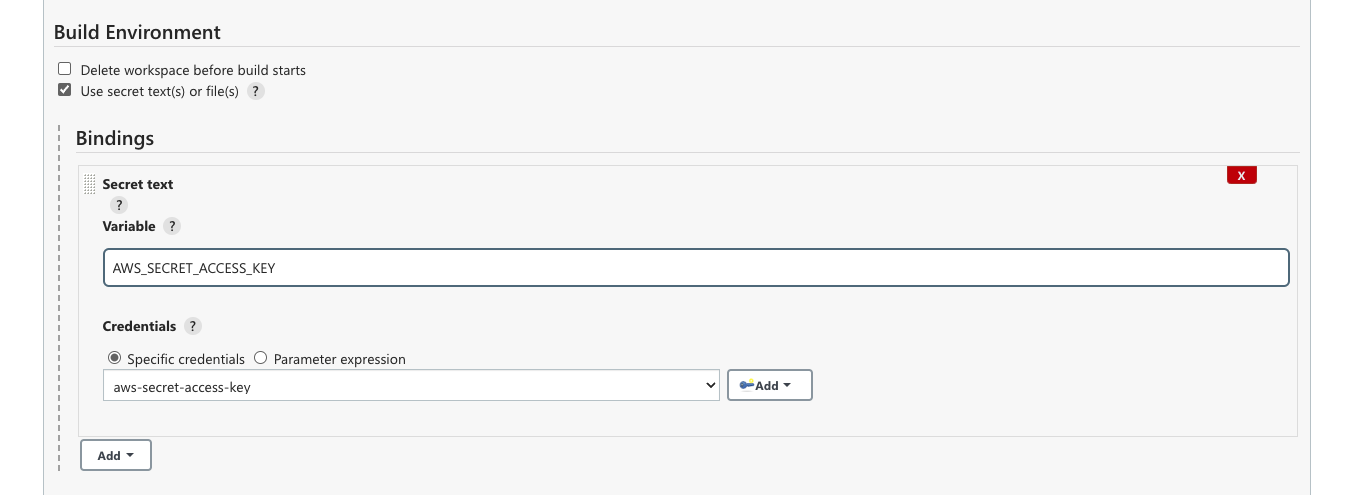 Build Environment
Delete workspace before build starts
Use secret text(s) or file(s) ?
Bindings
X
Secret text
?
Variable ?
AWS_SECRET_ACCESS_KEY
Credentials ?
Specific credentials Parameter expression
aws-secret-access-key Add
Add